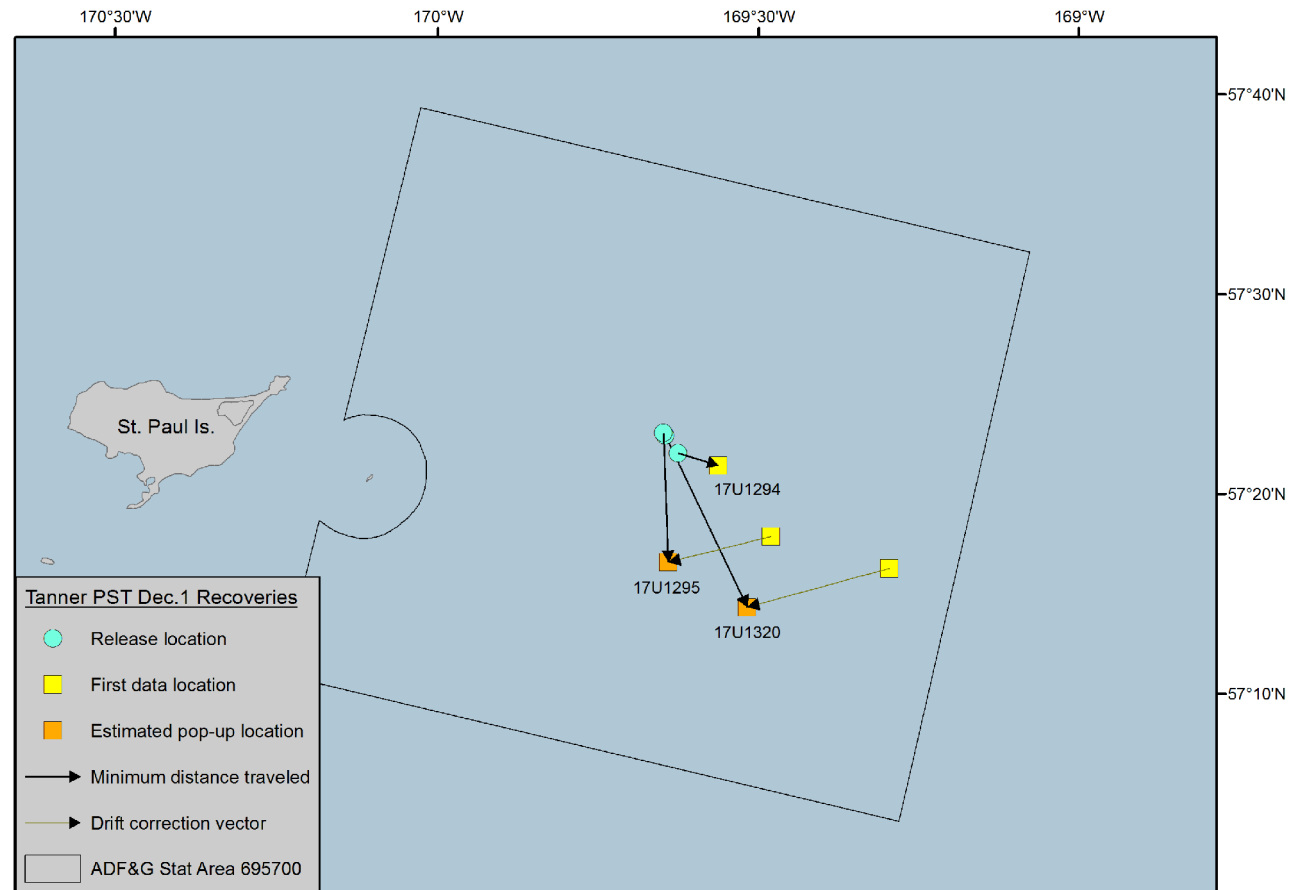 170°30'W
170°W
169°30'W
169°W
57°40'N
57°30'N
57°20'N
57°10'N
St. Paul Is.
17U1294
17U1295
17U1320
Tanner PST Dec.1 Recoveries
Release location
First data location
Estimated pop-up location
Minimum distance traveled
Drift correction vector
ADF&G Stat Area 695700